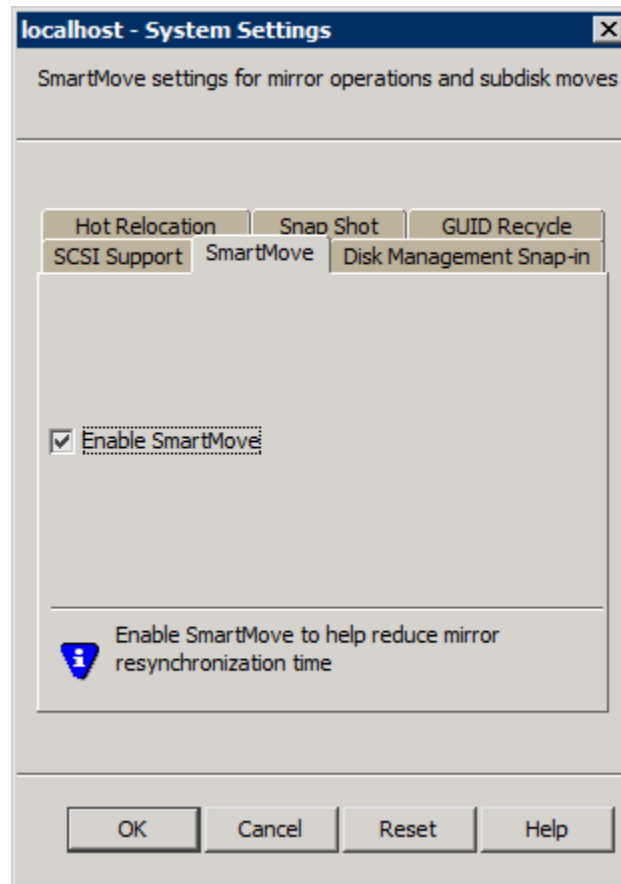 localhost - System Settings
SmartMove settings for mirror operations and subdisk moves
Hot Relocation Snap Shot GUID Recycle
SCSI Support SmartMove Disk Management Snap-in
Enable SmartMove
Enable SmartMove to help reduce mirror
resynchronization time
OK Cancel Reset Help